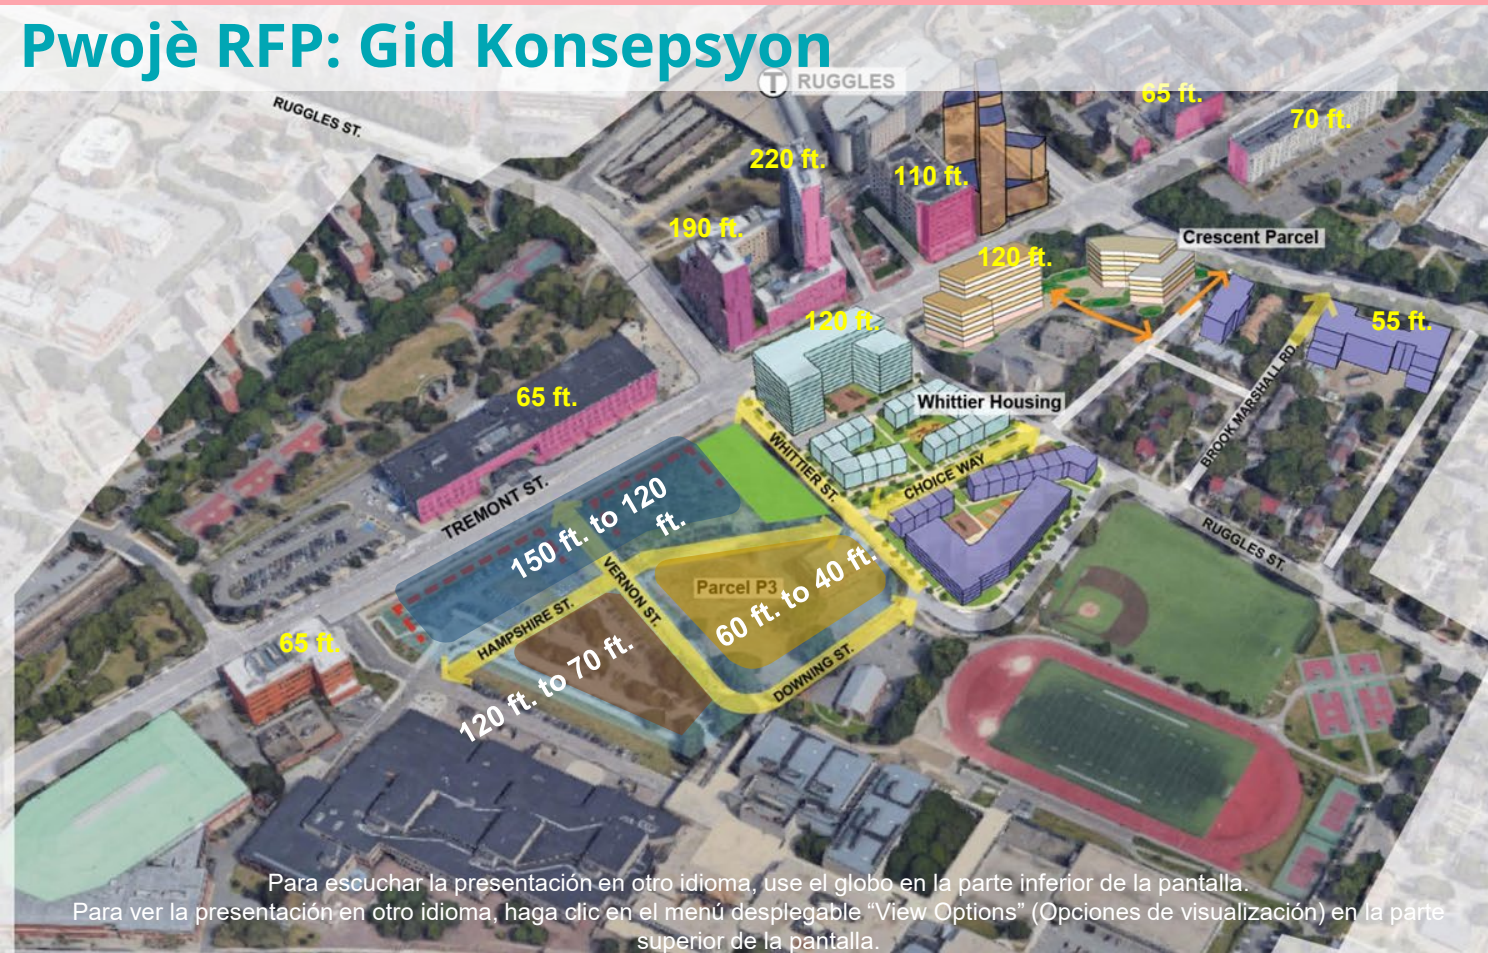 Pwojè RFP: Gid Konsepsyon
T RUGGLES
RUGGLES ST.
65 ft.
70 ft.
220 ft.
110 ft.
190 ft.
Crescent Parcel
120 ft.
120 ft.
55 ft.
65 ft.
Whittier Housing
BROOK MARSHALL RD.
WHITTIER ST.
CHOICE WAY
TREMONT ST.
150 ft. to 120
ft.
RUGGLES ST.
VERNON ST.
Parcel P3
60 ft. to 40 ft.
HAMPSHIRE ST.
65 ft.
120 ft. to 70 ft.
DOWNING ST.
Para escuchar la presentación en otro idioma, use el globo en la parte inferior de la pantalla.
Para ver la presentación en otro idioma, haga clic en el menú desplegable “View Options” (Opciones de visualización) en la parte
superior de la pantalla.